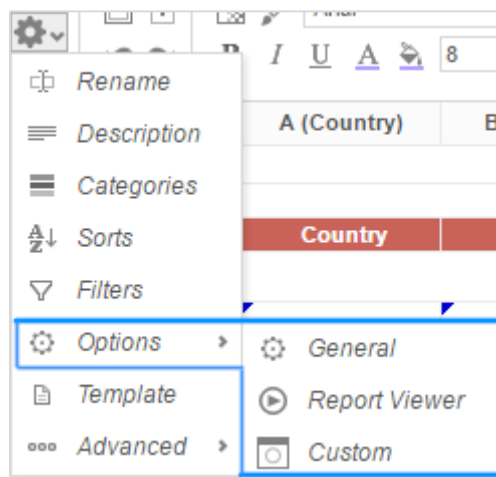 B I U A 8
Rename
A (Country) B
Description
Categories
Sorts
Country
Filters
Options
General
Template
Report Viewer
Advanced
Custom